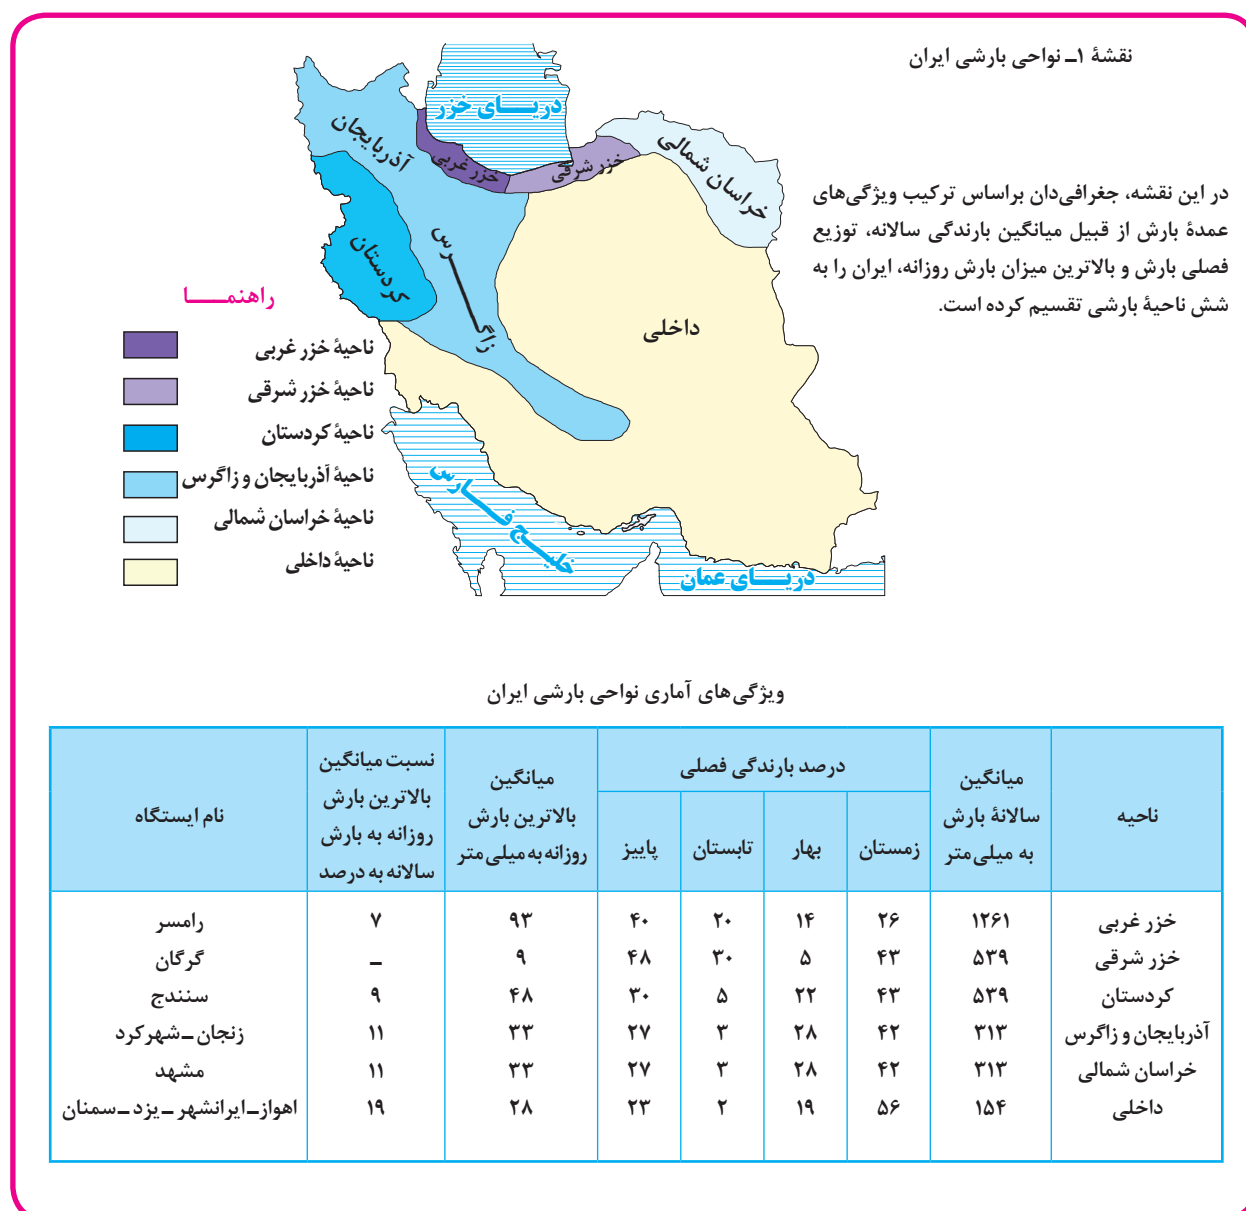 نقشهٔ ۱ـ نواحی بارشی ایران
در این نقشه، جغرافی‌دان براساس ترکیب ویژگی‌های
عمدهٔ بارش از قبیل میانگین بارندگی سالانه، توزیع
فصلی بارش و بالاترین میزان بارش روزانه، ایران را به
شش ناحیهٔ بارشی تقسیم کرده است.
دریـــای خزر
آذربایجان
خزر غربی
خزر شرقی
خراسان شمالی
کردستان
زاگـــرس
داخلی
خلیـج فـارس
دریـــای عمان
راهنمـــا
ناحیهٔ خزر غربی
ناحیهٔ خزر شرقی
ناحیهٔ کردستان
ناحیهٔ آذربایجان و زاگرس
ناحیهٔ خراسان شمالی
ناحیهٔ داخلی
ویژگی‌های آماری نواحی بارشی ایران
ناحیه
میانگین
سالانهٔ بارش
به میلی‌متر
درصد بارندگی فصلی
زمستان بهار تابستان پاییز
میانگین
بالاترین بارش
روزانه به میلی‌متر
نسبت میانگین
بالاترین بارش
روزانه به بارش
سالانه به درصد
نام ایستگاه
خزر غربی ۱۲۶۱ ۲۶ ۱۴ ۲۰ ۴۰ ۹۳ ۷ رامسر
خزر شرقی ۵۳۹ ۴۳ ۵ ۳۰ ۴۸ ۹ – گرگان
کردستان ۵۳۹ ۴۳ ۲۲ ۵ ۳۰ ۴۸ ۹ سنندج
آذربایجان و زاگرس ۳۱۳ ۴۲ ۲۸ ۳ ۲۷ ۳۳ ۱۱ زنجان ـ شهرکرد
خراسان شمالی ۳۱۳ ۴۲ ۲۸ ۳ ۲۷ ۳۳ ۱۱ مشهد
داخلی ۱۵۴ ۵۶ ۱۹ ۲ ۲۳ ۲۸ ۱۹ اهواز ـ ایرانشهر ـ یزد ـ سمنان